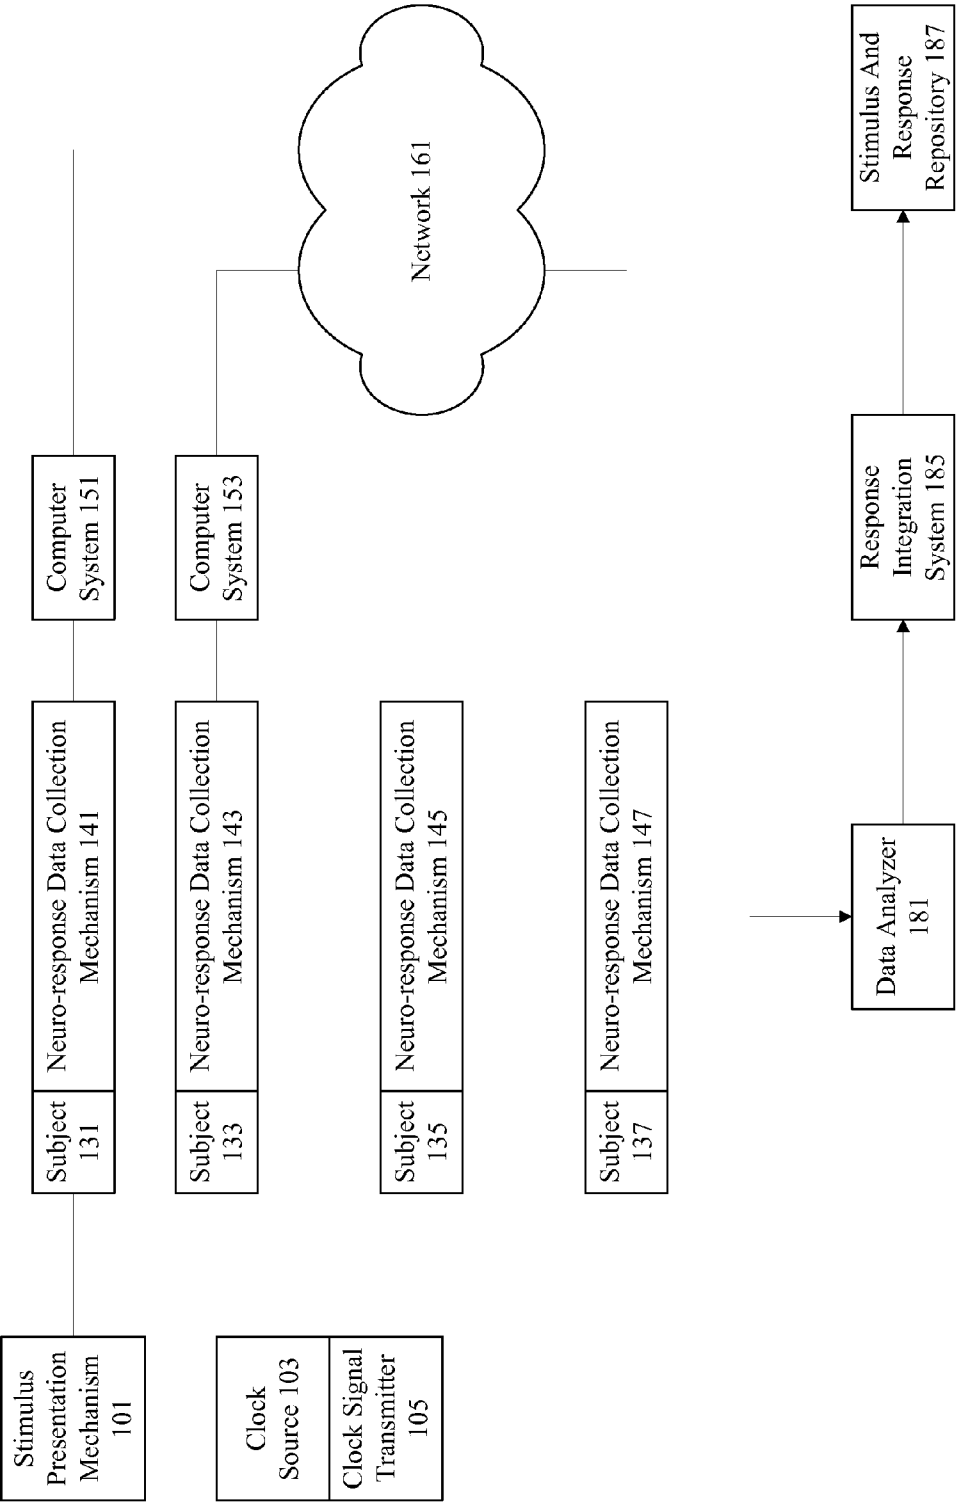 Stimulus
Presentation
Mechanism
101
Subject
131
Neuro-response Data Collection
Mechanism 141
Computer
System 151
Clock
Source 103
Clock Signal
Transmitter
105
Subject
133
Neuro-response Data Collection
Mechanism 143
Computer
System 153
Network 161
Subject
135
Neuro-response Data Collection
Mechanism 145
Subject
137
Neuro-response Data Collection
Mechanism 147
Data Analyzer
181
Response
Integration
System 185
Stimulus And
Response
Repository 187